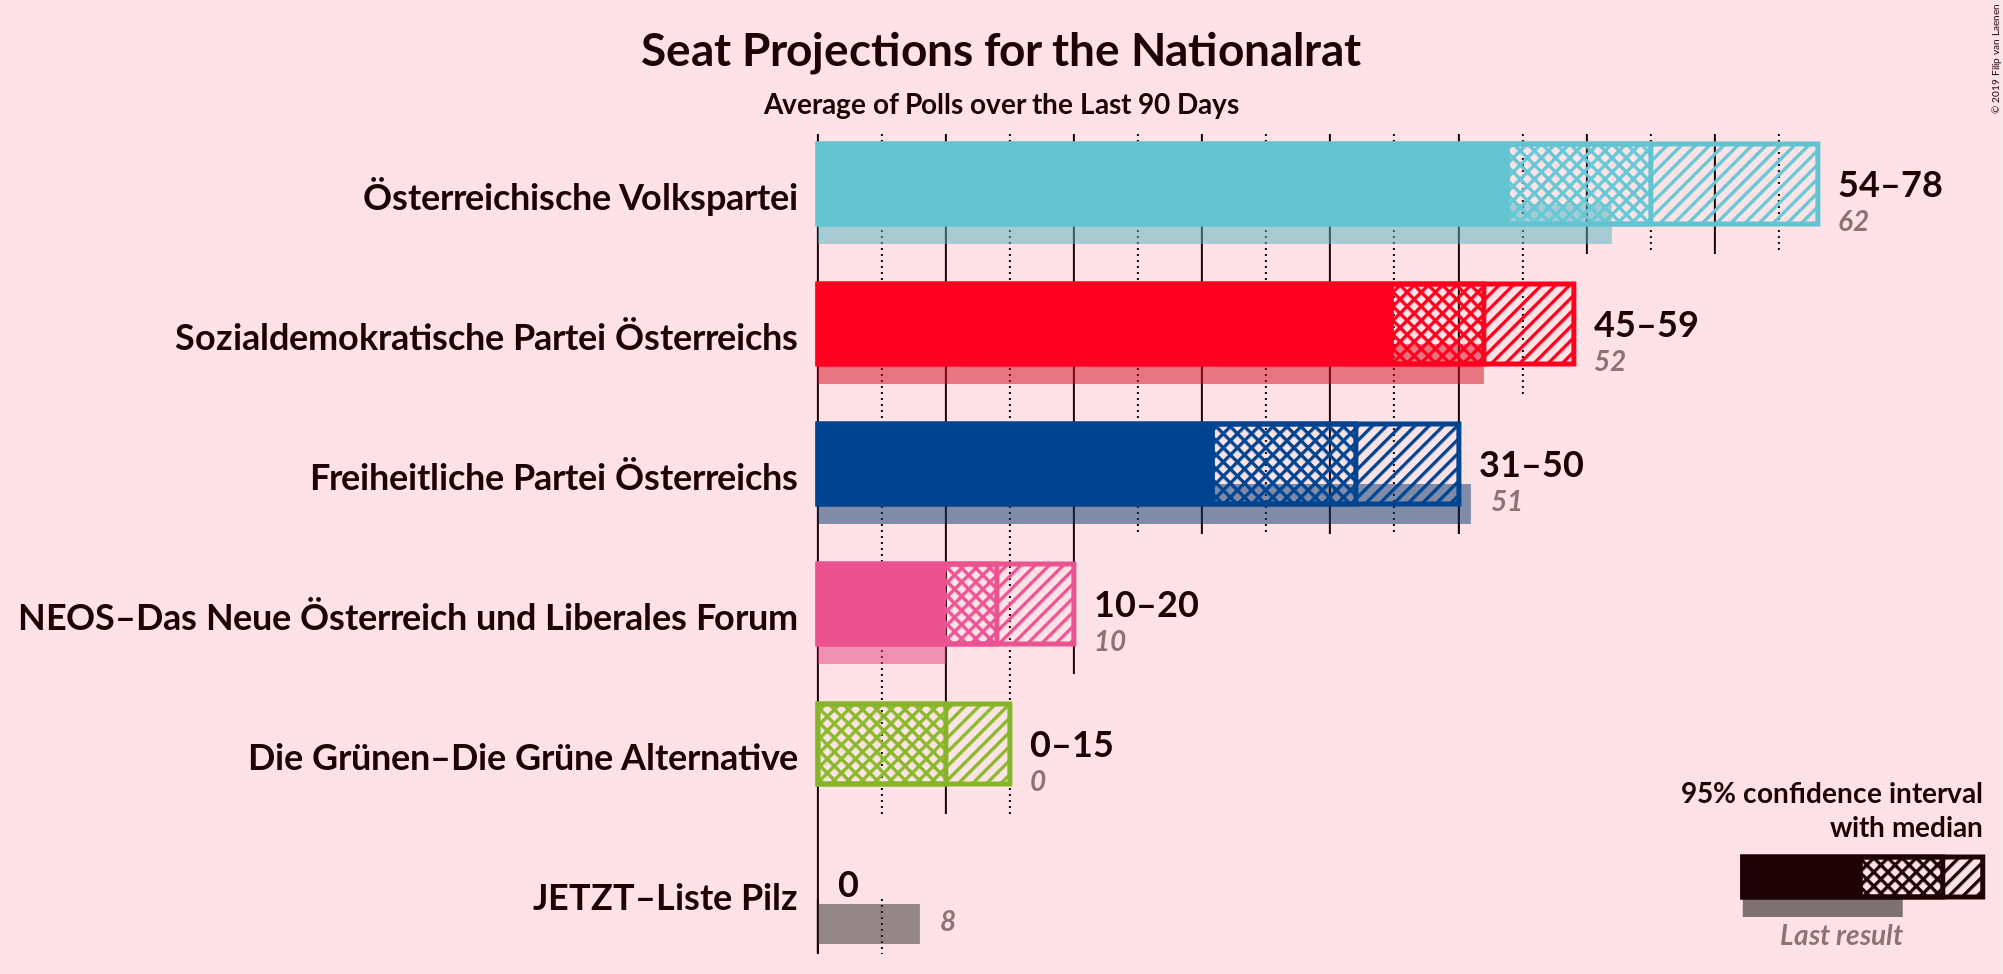 Seat Projections for the Nationalrat
Average of Polls over the Last 90 Days
© 2019 Filip van Laenen
Österreichische Volkspartei
54–78
62
Sozialdemokratische Partei Österreichs
45–59
52
Freiheitliche Partei Österreichs
31–50
51
NEOS–Das Neue Österreich und Liberales Forum
10–20
10
Die Grünen–Die Grüne Alternative
0–15
0
JETZT–Liste Pilz
0
8
95% confidence interval
with median
Last result